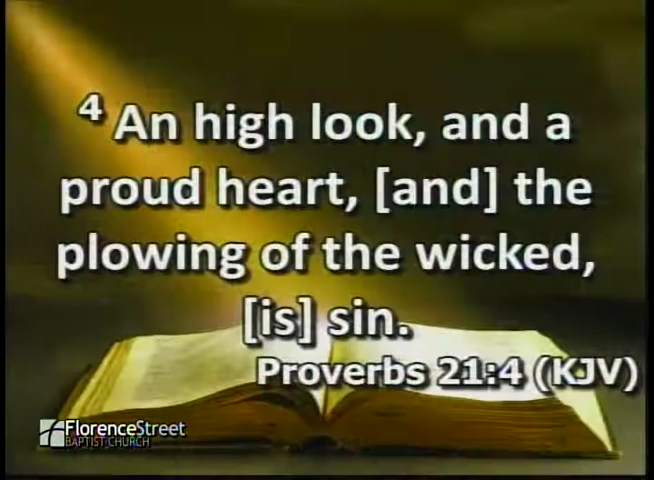 4 An high look, and a
proud heart, [and] the
plowing of the wicked,
[is] sin.
Proverbs 21:4 (KJV)
FlorenceStreet
BAPTIST CHURCH